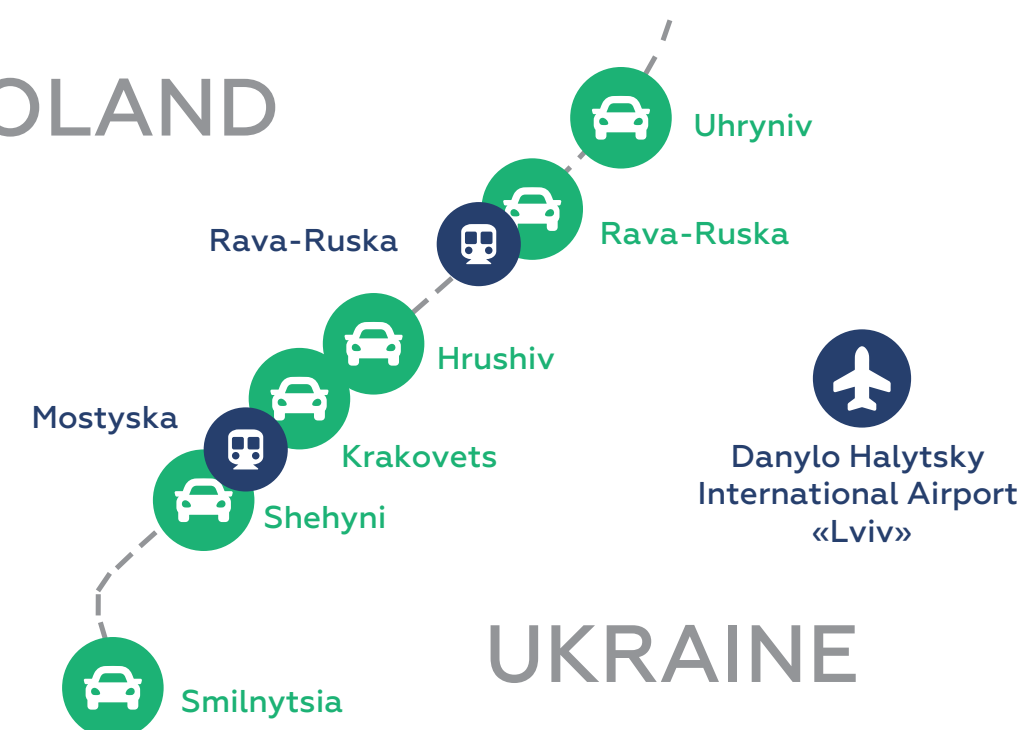 OLAND
Uhryniv
Rava-Ruska
Rava-Ruska
Hrushiv
Mostyska
Krakovets
Danylo Halytsky
International Airport
«Lviv»
Shehyni
UKRAINE
Smilnytsia